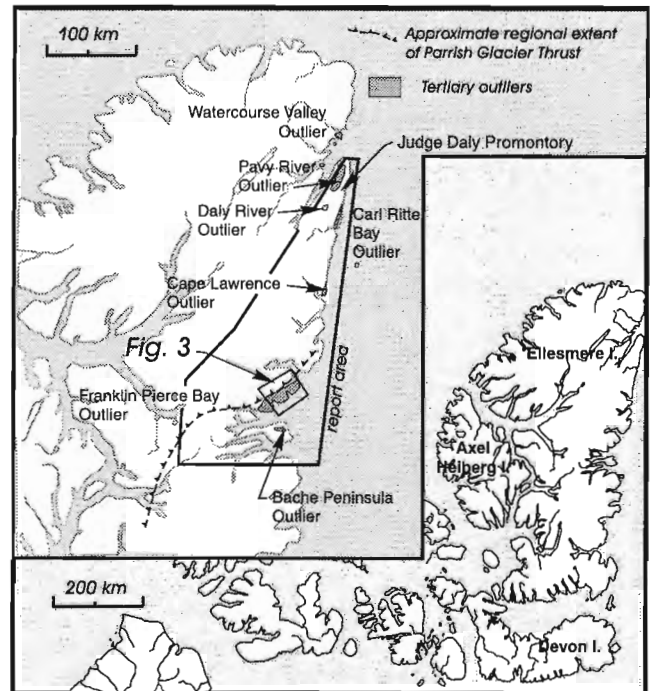 100 km
Approximate regional extent
of Parrish Glacier Thrust
Tertiary outliers
Watercourse Valley
Outlier
Judge Daly Promontory
Pavy River
Outlier
Daly River
Outlier
Carl Ritte
Bay
Outlier
Cape Lawrence
Outlier
Fig. 3
Franklin Pierce Bay
Outlier
report area
Bache Peninsula
Outlier
Ellesmere I.
Axel
Heiberg I.
200 km
Devon I.